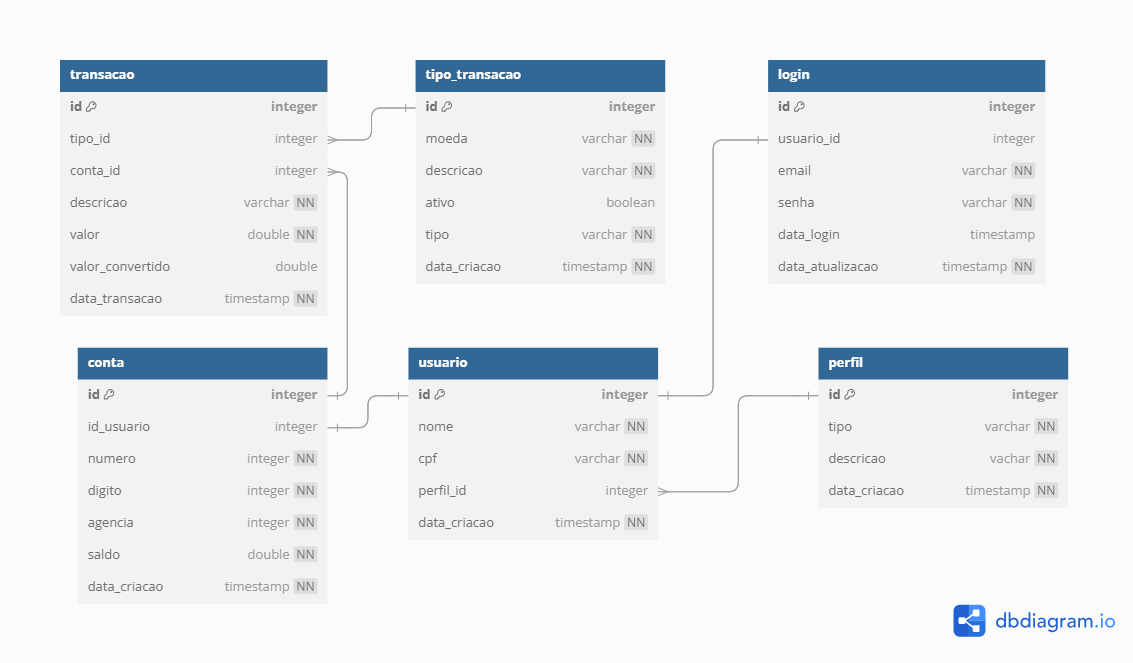 transacao
id integer
tipo_id integer
conta_id integer
descricao varchar NN
valor double NN
valor_convertido double
data_transacao timestamp NN
tipo_transacao
id integer
moeda varchar NN
descricao varchar NN
ativo boolean
tipo varchar NN
data_criacao timestamp NN
login
id integer
usuario_id integer
email varchar NN
senha varchar NN
data_login timestamp
data_atualizacao timestamp NN
conta
id integer
id_usuario integer
numero integer NN
digito integer NN
agencia integer NN
saldo double NN
data_criacao timestamp NN
usuario
id integer
nome varchar NN
cpf varchar NN
perfil_id integer
data_criacao timestamp NN
perfil
id integer
tipo varchar NN
descricao vachar NN
data_criacao timestamp NN
dbdiagram.io